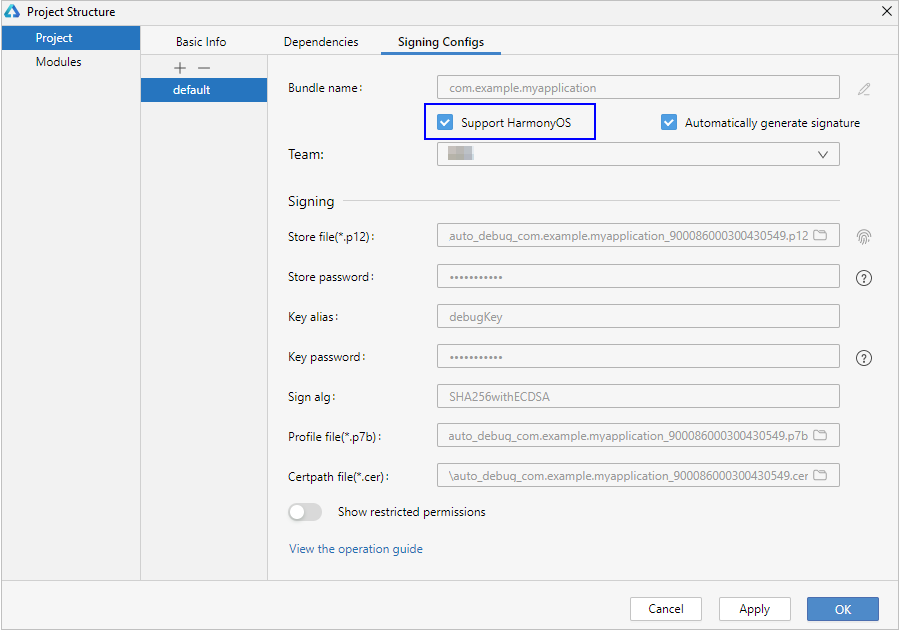 Project Structure
Project
Modules
Basic Info
Dependencies
Signing Configs
default
Bundle name:
com.example.myapplication
Support HarmonyOS
Automatically generate signature
Team:
Signing
Store file(*.p12):
auto_debug_com.example.myapplication_900086000300430549.p12
Store password:
•••••••••••
Key alias:
debugKey
Key password:
•••••••••••
Sign alg:
SHA256withECDSA
Profile file(*.p7b):
auto_debug_com.example.myapplication_900086000300430549.p7b
Certpath file(*.cer):
\auto_debug_com.example.myapplication_900086000300430549.cer
Show restricted permissions
View the operation guide
Cancel
Apply
OK